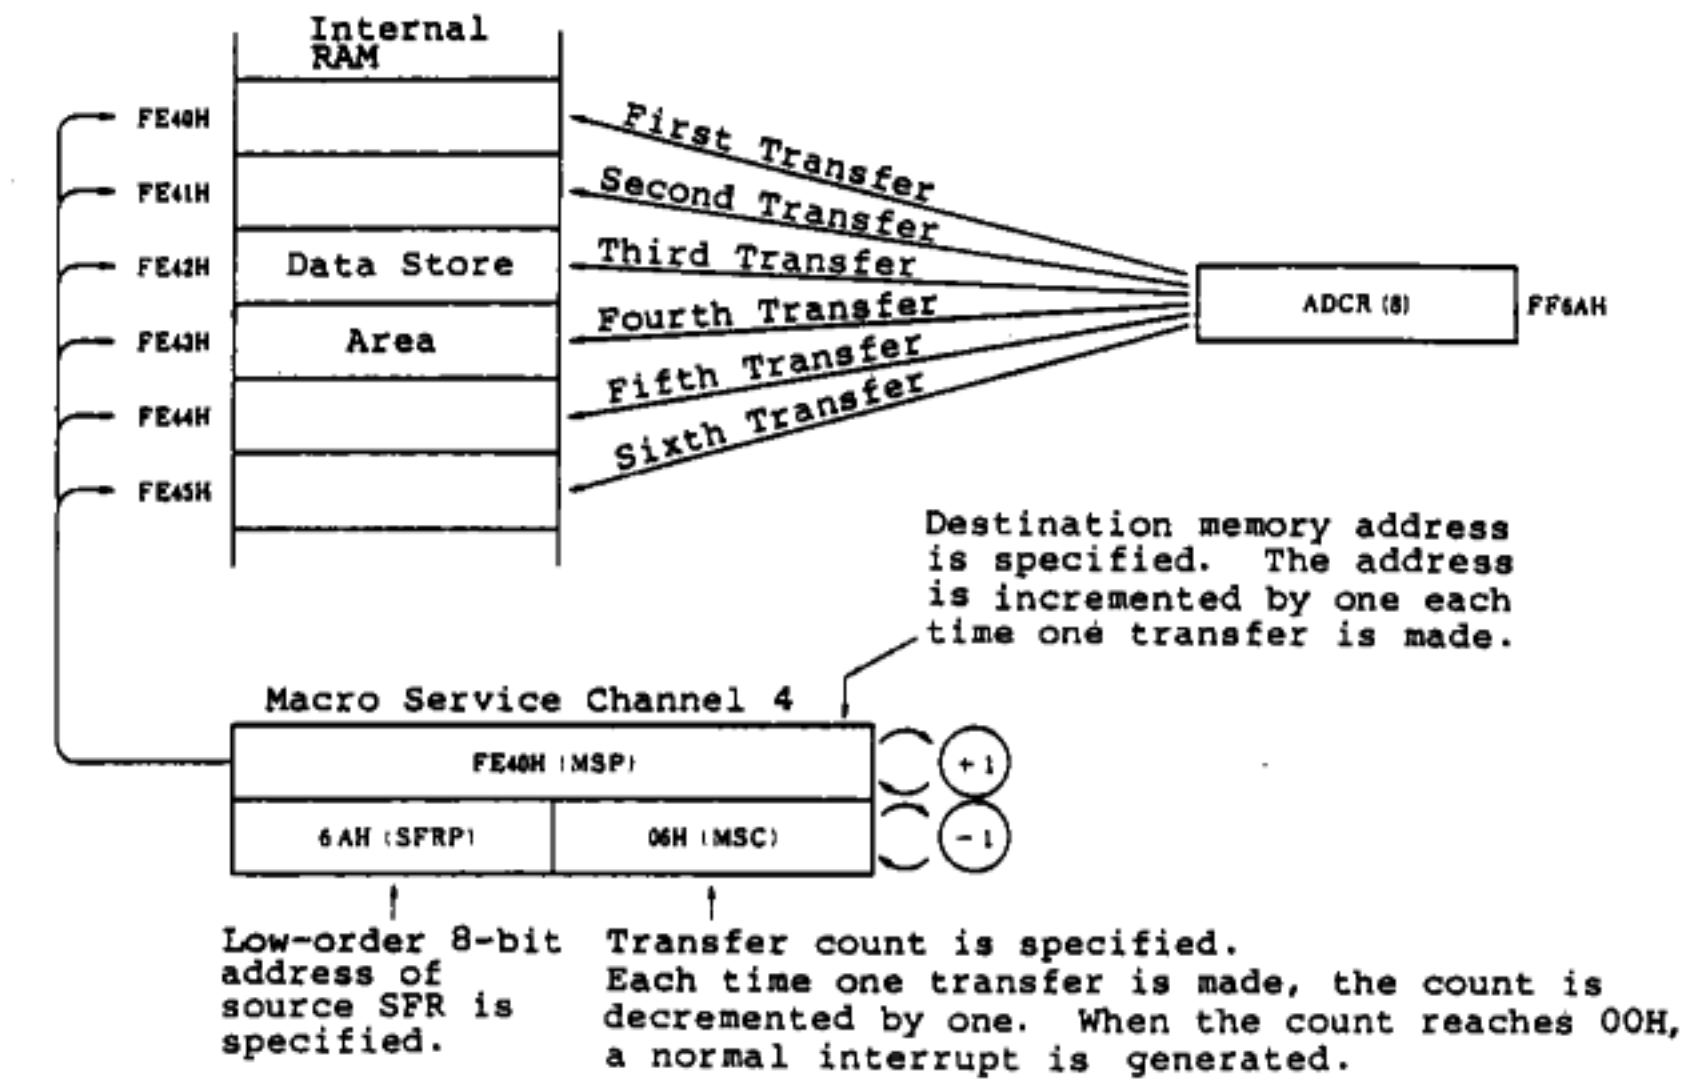 Internal
RAM
FE40H
First Transfer
FE41H
Second Transfer
FE42H
Data Store
Third Transfer
ADCR (8)
FF6AH
FE43H
Area
Fourth Transfer
FE44H
Fifth Transfer
FE45H
Sixth Transfer
Destination memory address
is specified. The address
is incremented by one each
time one transfer is made.
Macro Service Channel 4
FE40H (MSP)
+1
6AH (SFRP)
06H (MSC)
-1
Low-order 8-bit
address of
source SFR is
specified.
Transfer count is specified.
Each time one transfer is made, the count is
decremented by one. When the count reaches 00H,
a normal interrupt is generated.